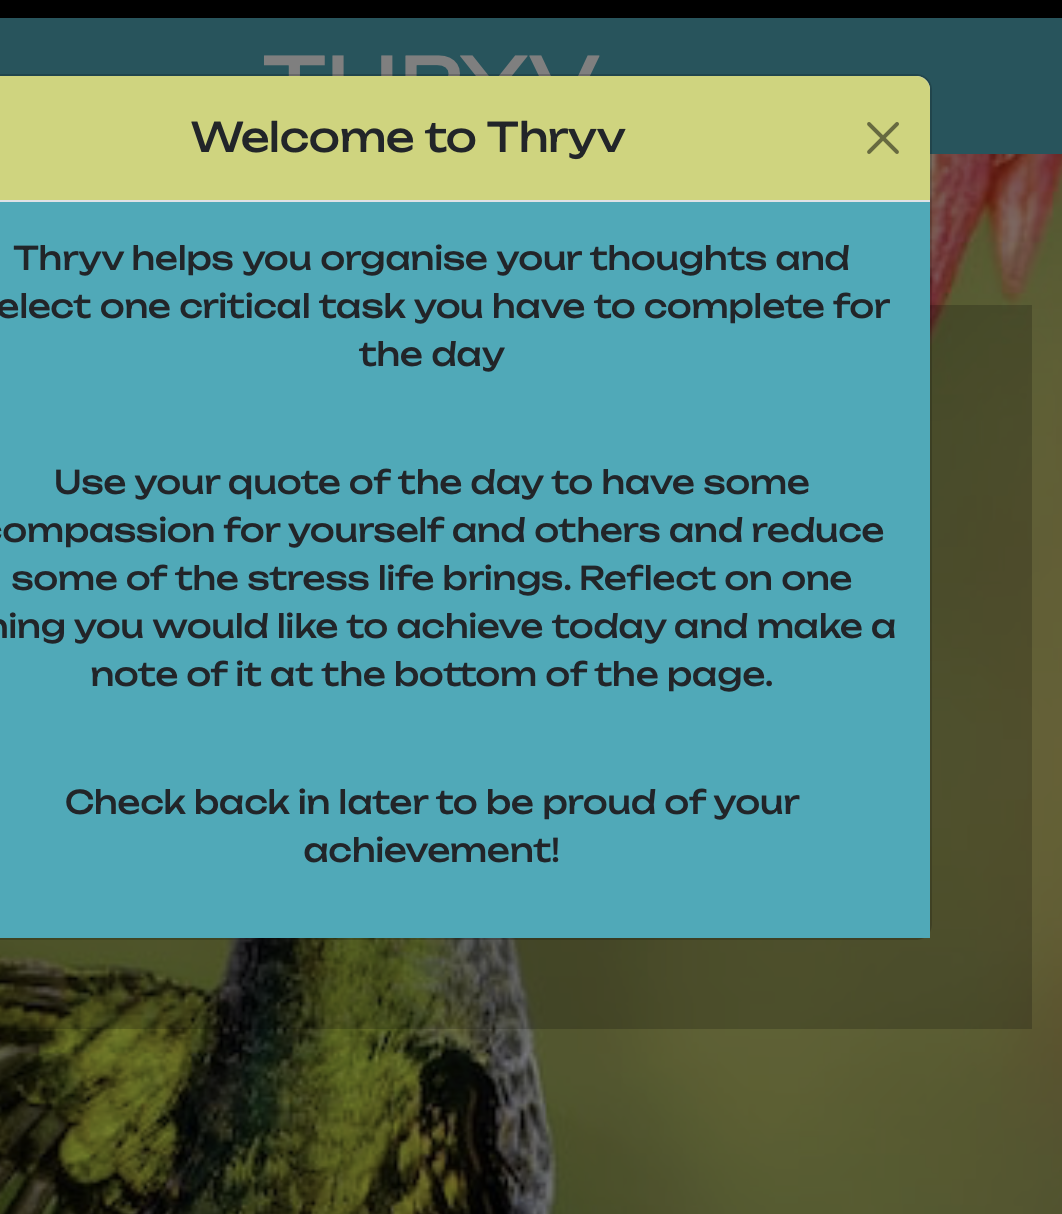 THRYV
Welcome to Thryv
Thryv helps you organise your thoughts and
elect one critical task you have to complete for
the day
Use your quote of the day to have some
compassion for yourself and others and reduce
some of the stress life brings. Reflect on one
hing you would like to achieve today and make a
note of it at the bottom of the page.
Check back in later to be proud of your
achievement!